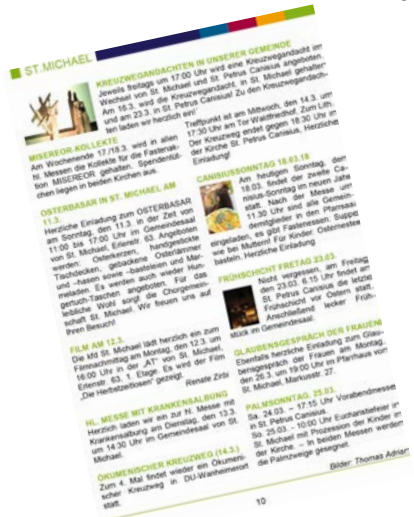 ST.MICHAEL
KREUZWEGANDACHTEN IN UNSERER GEMEINDE
Jeweils freitags um 17:00 Uhr wird eine Kreuzwegandacht im
Wechsel von St. Michael und St. Petrus Canisius angeboten.
Am 16.3. wird die Kreuzwegandacht, in St. Michael gehalten
und am 23.3. in St. Petrus Canisius! Zu den Kreuzwegandach-
ten laden wir herzlich ein!
MISEREOR-KOLLEKTE
Am Wochenende 17./18.3. wird in allen
hl. Messen die Kollekte für die Fastenak-
tion MISEREOR gehalten. Spendentüt-
chen liegen in beiden Kirchen aus.
OSTERBASAR IN ST. MICHAEL AM
11.3.
Herzliche Einladung zum OSTERBASAR
am Sonntag, den 11.3. in der Zeit von
11:00 bis 17:00 Uhr im Gemeindesaal
von St. Michael, Erlenstr. 63. Angeboten
werden: Osterkerzen, handgestickte
Tischdecken, gebackene Osterlämmer
und –hasen sowie –basteleien und Mar-
meladen. Es werden auch wieder Hun-
gertuch-Taschen angeboten. Für das
leibliche Wohl sorgt die Chorgemein-
schaft St. Michael. Wir freuen uns auf
Ihren Besuch!
FILM AM 12.3.
Die kfd St. Michael lädt herzlich ein zum
Filmnachmittag am Montag, den 12.3. um
16:00 Uhr in der „AT“ von St. Michael,
Erlenstr. 63, 1. Etage. Es wird der Film
„Die Herbstzeitlosen“ gezeigt.
Renate Zirbi
HL. MESSE MIT KRANKENSALBUNG
Herzlich laden wir ein zur hl. Messe mit
Krankensalbung am Dienstag, den 13.3.
um 14:30 Uhr im Gemeindesaal von St.
Michael.
ÖKUMENISCHER KREUZWEG (14.3.)
Zum 4. Mal findet wieder ein Ökumeni-
scher Kreuzweg in DU-Wanheimerort
statt.
Treffpunkt ist am Mittwoch, den 14.3. um
17:30 Uhr am Tor Waldfriedhof. Zum Lith.
Der Kreuzweg endet gegen 18.30 Uhr in
der Kirche St. Petrus Canisius. Herzliche
Einladung!
CANISIUSSONNTAG 18.03.18
Am heutigen Sonntag, dem
18.03. findet der zweite Ca-
nisius-Sonntag im neuen Jahr
statt. Nach der Messe um
11.30 Uhr sind alle Gemein-
demitglieder in den Pfarrsaal
eingeladen, es gibt Fastenessen: Suppe
wie bei Muttern! Für Kinder: Osternester
basteln. Herzliche Einladung.
FRÜHSCHICHT FRETAG 23.03.
Nicht vergessen, am Freitag
den 23.03. 6.15 Uhr findet in
St. Petrus Canisius die letzte
Frühschicht vor Ostern statt.
Anschließend lecker Früh-
stück im Gemeindesaal.
GLAUBENSGESPRÄCH DER FRAUEN
Ebenfalls herzliche Einladung zum Glau-
bensgespräch der Frauen am Montag,
den 26.3. um 19:00 Uhr im Pfarrhaus von
St. Michael, Markusstr. 27.
PALMSONNTAG, 25.03.
Sa. 24.03. – 17:15 Uhr Vorabendmesse
in St. Petrus Canisius.
So. 25.03. – 10:00 Uhr Eucharistiefeier in
St. Michael mit Prozession der Kinder in
der Kirche. – In beiden Messen werden
die Palmzweige gesegnet.
Bilder: Thomas Adrian
10